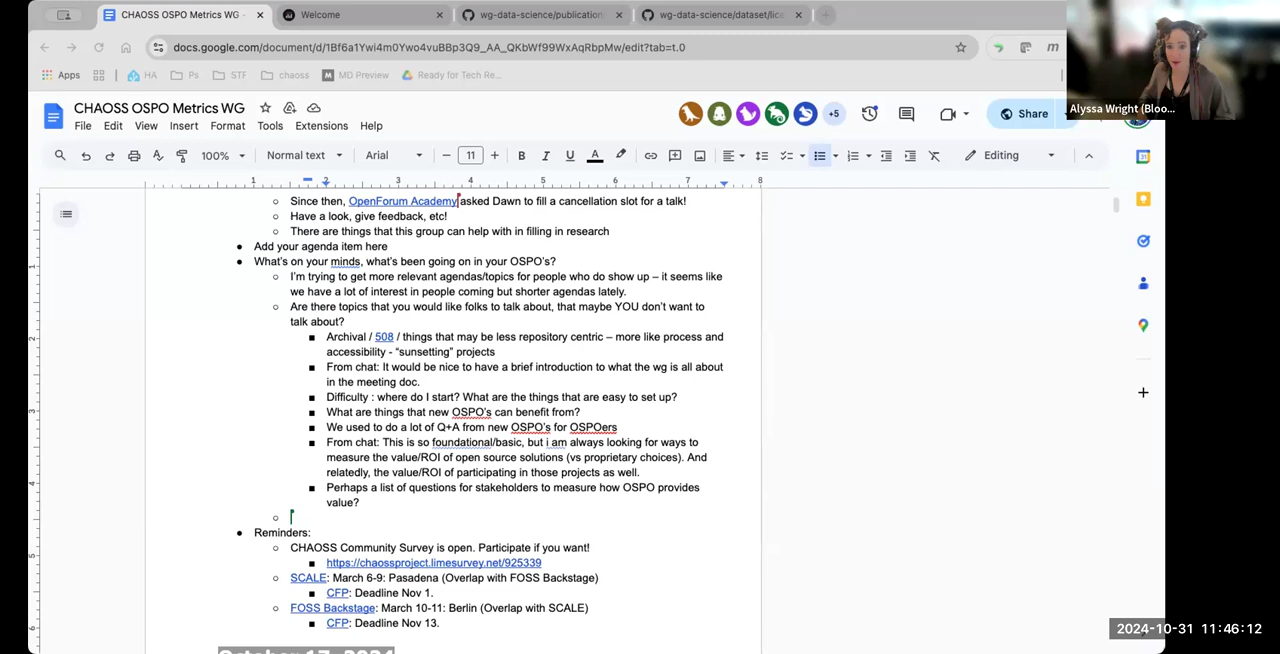 CHAOSS OSPO Metrics WG -
Welcome
wg-data-science/publication
wg-data-science/dataset/lice
docs.google.com/document/d/1Bf6a1Ywi4m0Ywo4vuBBp3Q9_AA_QKbWf99WxAqRbpMw/edit?tab=t.0
Apps
HA
Ps
STF
chaoss
MD Preview
Ready for Tech Re...
Alyssa Wright (Bloo...
CHAOSS OSPO Metrics WG
File Edit View Insert Format Tools Extensions Help
+5
Share
100%
Normal text
Arial
11
Editing
1 2 3 4 5 6 7 8
Since then, OpenForum Academy asked Dawn to fill a cancellation slot for a talk!
Have a look, give feedback, etc!
There are things that this group can help with in filling in research
Add your agenda item here
What's on your minds, what's been going on in your OSPO's?
I'm trying to get more relevant agendas/topics for people who do show up – it seems like
we have a lot of interest in people coming but shorter agendas lately.
Are there topics that you would like folks to talk about, that maybe YOU don't want to
talk about?
Archival / 508 / things that may be less repository centric – more like process and
accessibility - “sunsetting” projects
From chat: It would be nice to have a brief introduction to what the wg is all about
in the meeting doc.
Difficulty : where do I start? What are the things that are easy to set up?
What are things that new OSPO's can benefit from?
We used to do a lot of Q+A from new OSPO's for OSPOers
From chat: This is so foundational/basic, but i am always looking for ways to
measure the value/ROI of open source solutions (vs proprietary choices). And
relatedly, the value/ROI of participating in those projects as well.
Perhaps a list of questions for stakeholders to measure how OSPO provides
value?
Reminders:
CHAOSS Community Survey is open. Participate if you want!
https://chaossproject.limesurvey.net/925339
SCALE: March 6-9: Pasadena (Overlap with FOSS Backstage)
CFP: Deadline Nov 1.
FOSS Backstage: March 10-11: Berlin (Overlap with SCALE)
CFP: Deadline Nov 13.
October 17, 2024
2024-10-31 11:46:12